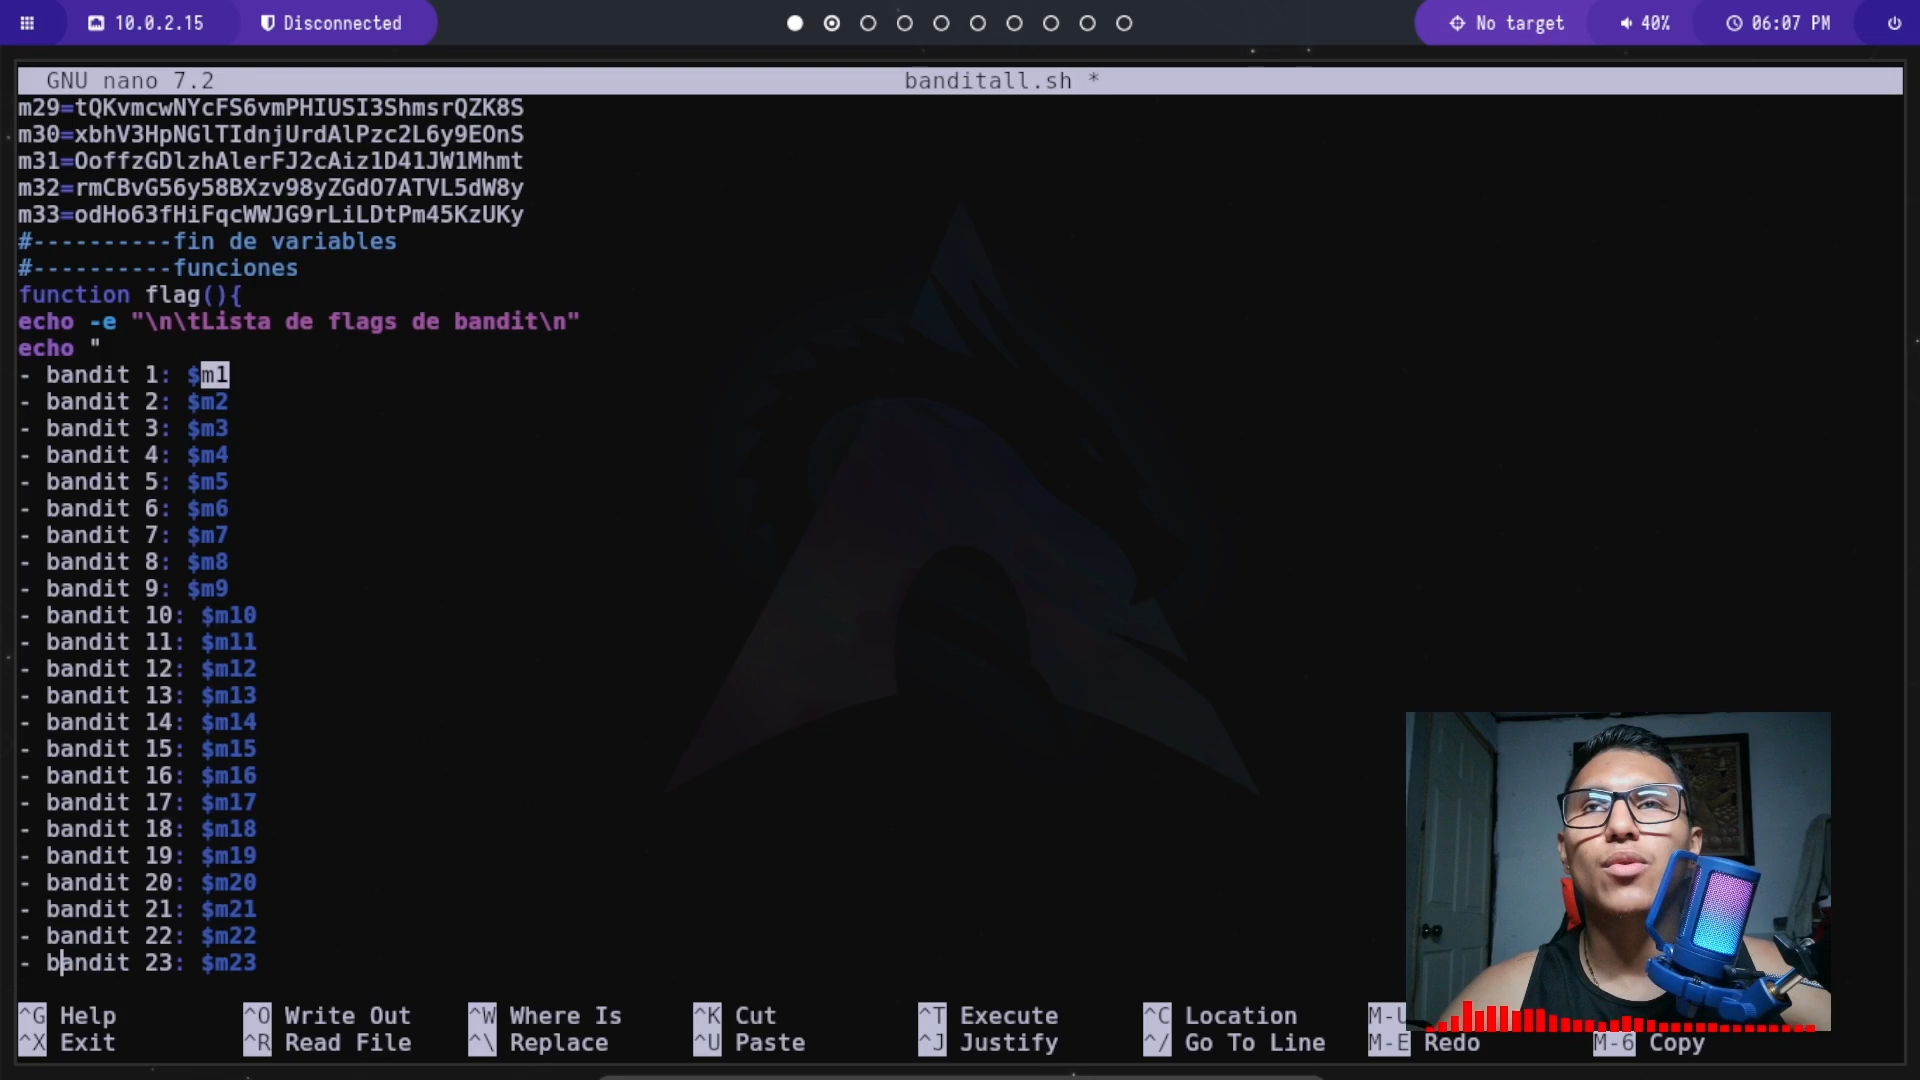 10.0.2.15 Disconnected No target 40% 06:07 PM
GNU nano 7.2 banditall.sh *
m29=tQKvmcwNYcFS6vmPHIUSI3ShmsrQZK8S
m30=xbhV3HpNGlTIdnjUrdAlPzc2L6y9EOnS
m31=OoffzGDlzhAlerFJ2cAiz1D41JW1Mhmt
m32=rmCBvG56y58BXzv98yZGdO7ATVL5dW8y
m33=odHo63fHiFqcWWJG9rLiLDtPm45KzUKy
#----------fin de variables
#----------funciones
function flag(){
echo -e "\n\tLista de flags de bandit\n"
echo "
- bandit 1: $m1
- bandit 2: $m2
- bandit 3: $m3
- bandit 4: $m4
- bandit 5: $m5
- bandit 6: $m6
- bandit 7: $m7
- bandit 8: $m8
- bandit 9: $m9
- bandit 10: $m10
- bandit 11: $m11
- bandit 12: $m12
- bandit 13: $m13
- bandit 14: $m14
- bandit 15: $m15
- bandit 16: $m16
- bandit 17: $m17
- bandit 18: $m18
- bandit 19: $m19
- bandit 20: $m20
- bandit 21: $m21
- bandit 22: $m22
- bandit 23: $m23
^G Help ^O Write Out ^W Where Is ^K Cut ^T Execute ^C Location M-U
^X Exit ^R Read File ^\ Replace ^U Paste ^J Justify ^/ Go To Line M-E Redo M-6 Copy